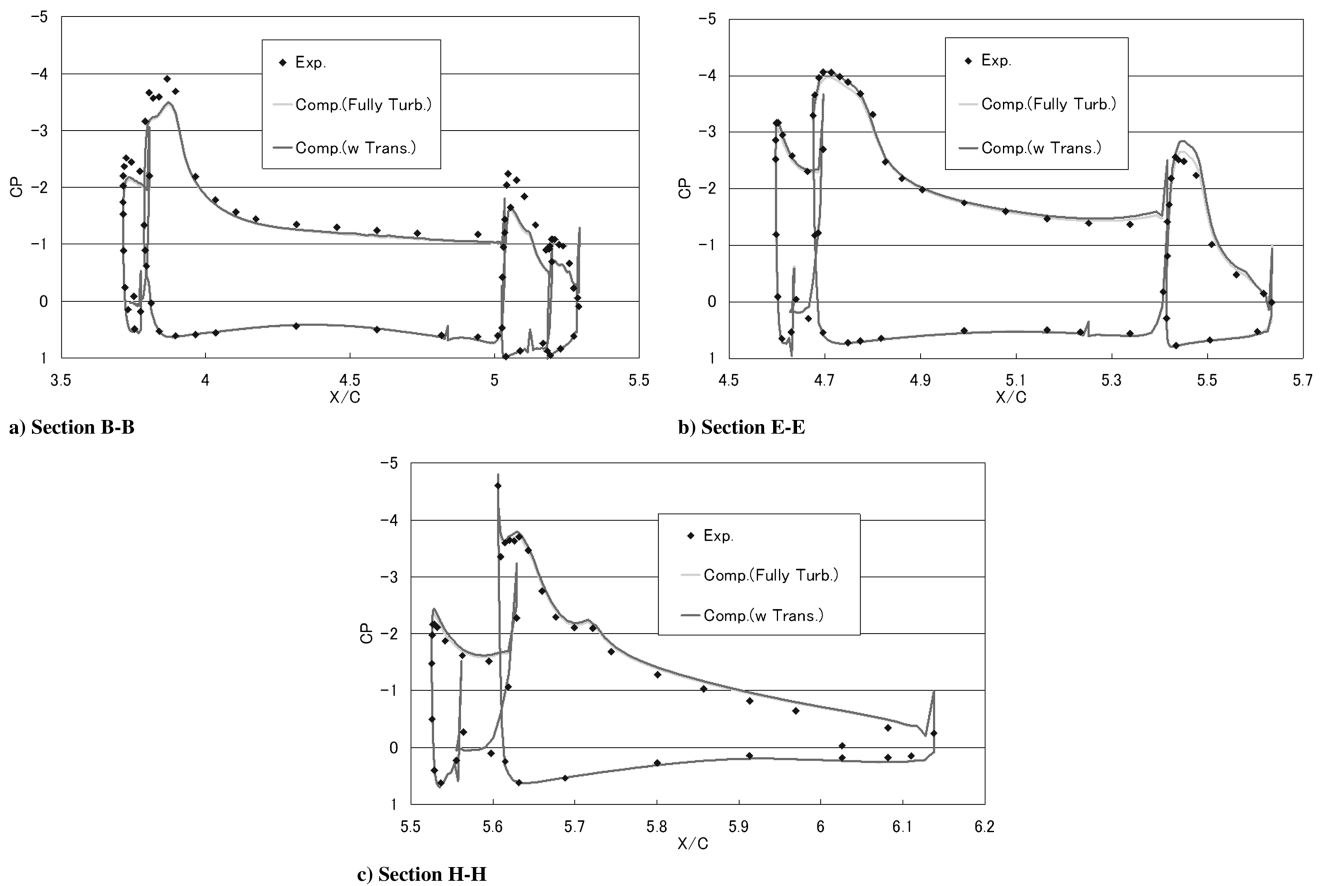 -5
-4
-3
-2
-1
0
1
CP
3.5 4 4.5 5 5.5
X/C
Exp.
Comp.(Fully Turb.)
Comp.(w Trans.)
a) Section B-B
-5
-4
-3
-2
-1
0
1
CP
4.5 4.7 4.9 5.1 5.3 5.5 5.7
X/C
Exp.
Comp.(Fully Turb.)
Comp.(w Trans.)
b) Section E-E
-5
-4
-3
-2
-1
0
1
CP
5.5 5.6 5.7 5.8 5.9 6 6.1 6.2
X/C
Exp.
Comp.(Fully Turb.)
Comp.(w Trans.)
c) Section H-H